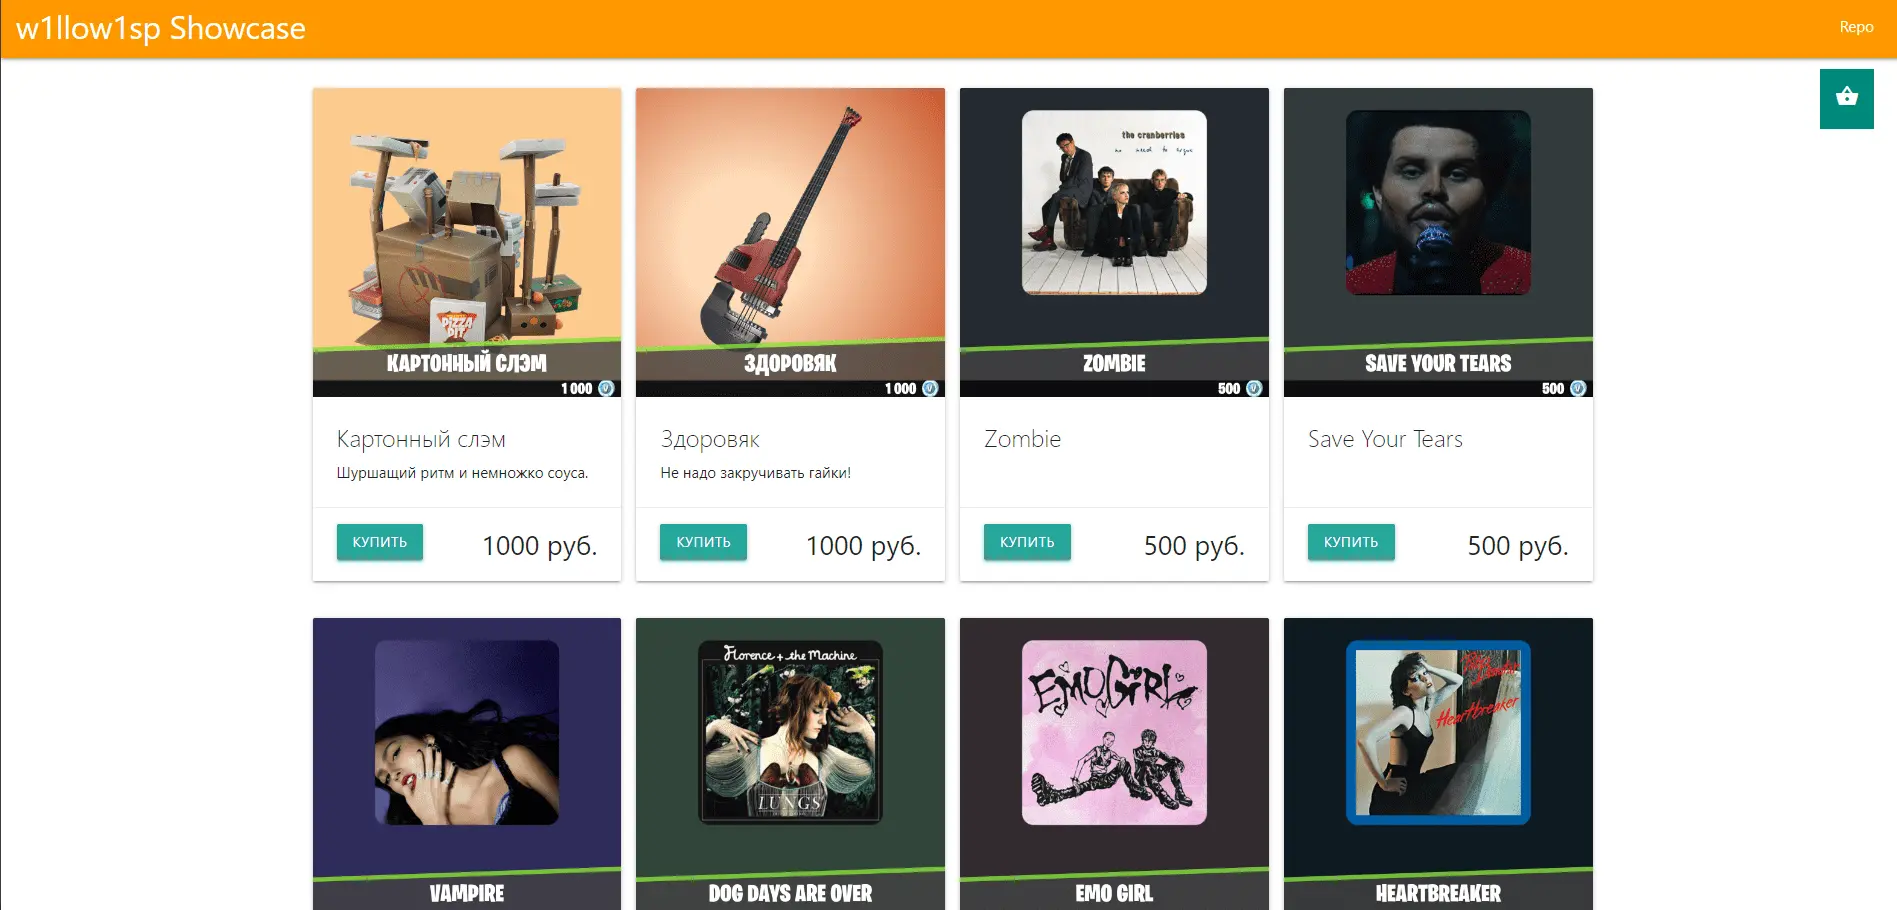 w1llow1sp Showcase
Repo
PIZZA
PIT
КАРТОННЫЙ СЛЭМ
1 000
ЗДОРОВЯК
1 000
the cranberries
no need to argue
ZOMBIE
500
SAVE YOUR TEARS
500
Картонный слэм
Шуршащий ритм и немножко соуса.
КУПИТЬ
1000 руб.
Здоровяк
Не надо закручивать гайки!
КУПИТЬ
1000 руб.
Zombie
КУПИТЬ
500 руб.
Save Your Tears
КУПИТЬ
500 руб.
VAMPIRE
Florence + the Machine
LUNGS
DOG DAYS ARE OVER
EMO GIRL
EMO GIRL
Heartbreaker
HEARTBREAKER